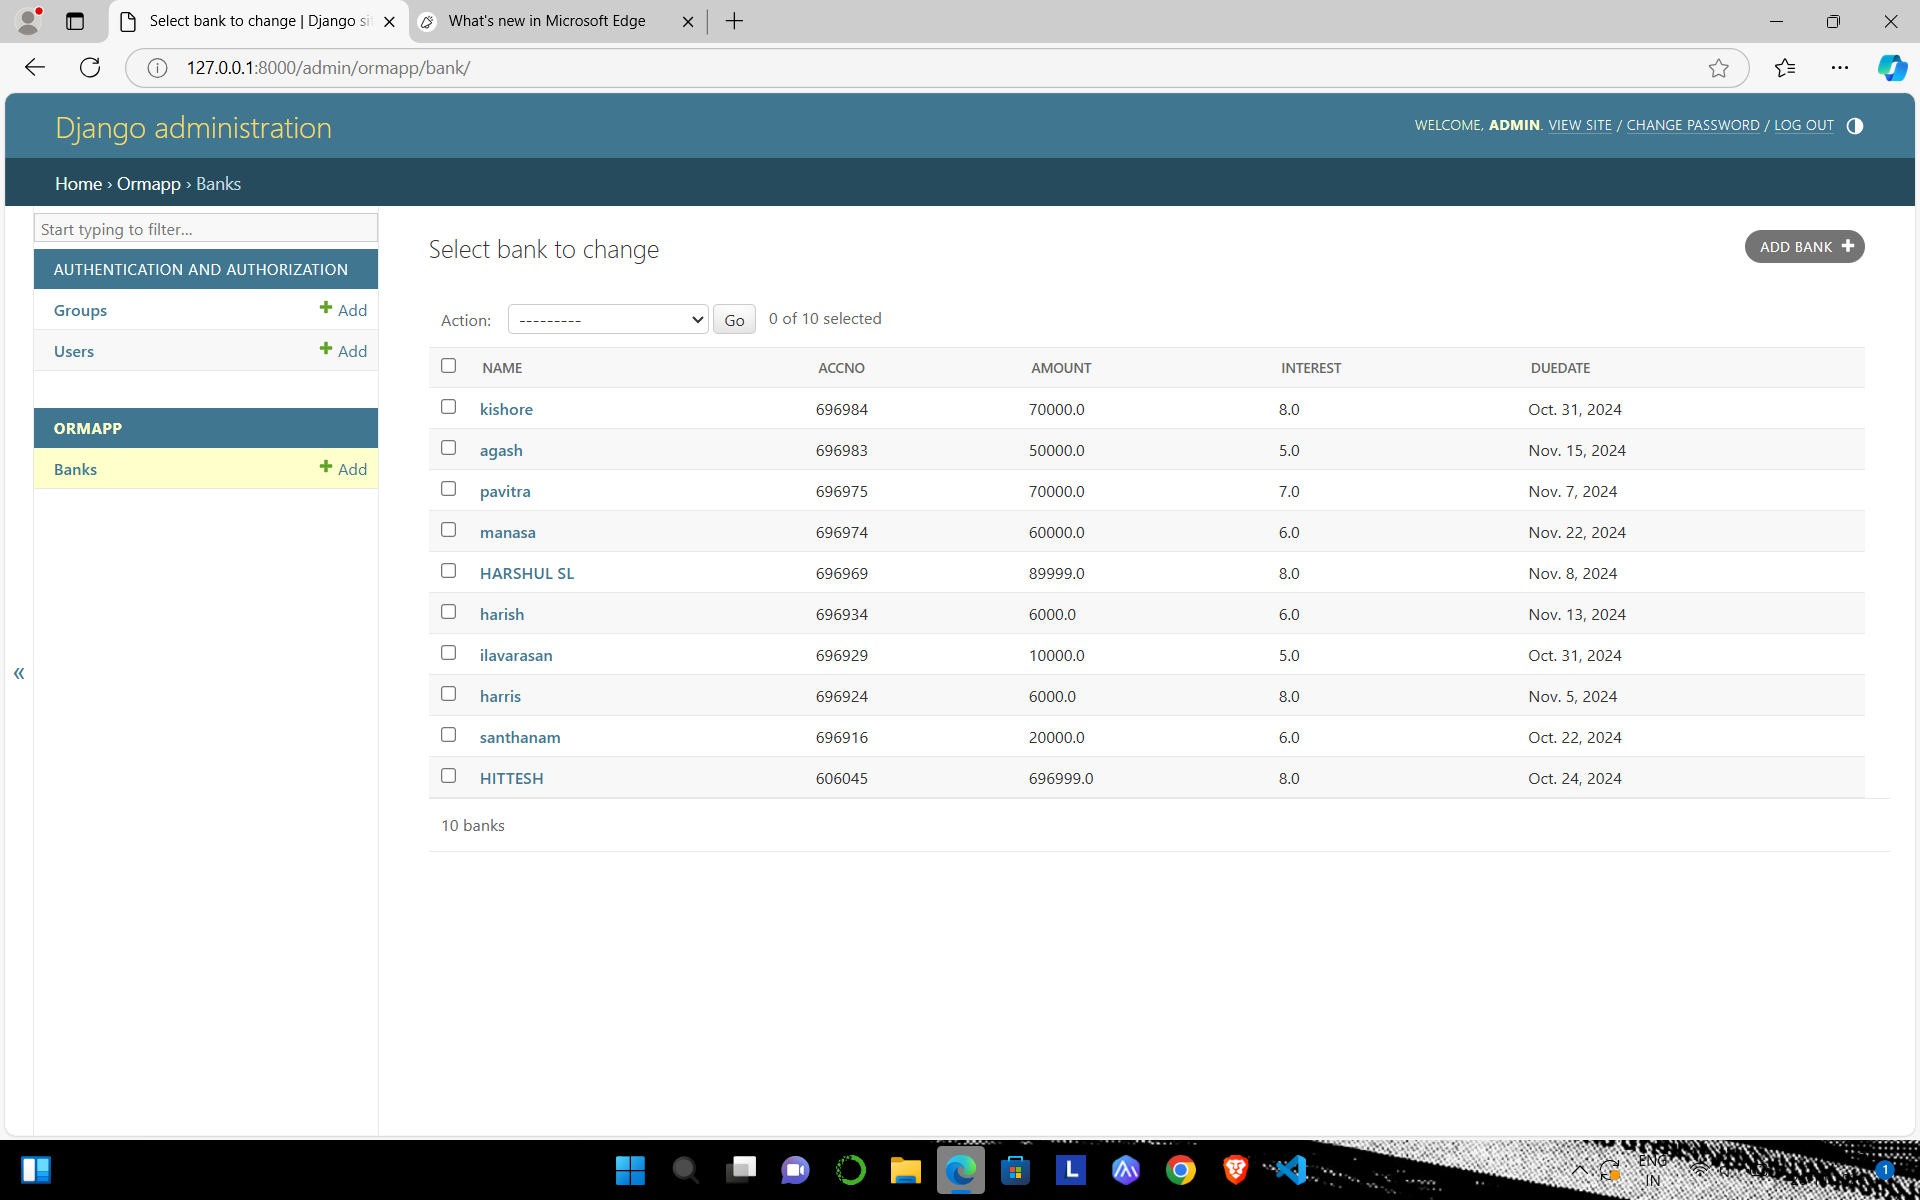 Select bank to change | Django si
What's new in Microsoft Edge
127.0.0.1:8000/admin/ormapp/bank/
Django administration
WELCOME, ADMIN. VIEW SITE / CHANGE PASSWORD / LOG OUT
Home › Ormapp › Banks
Start typing to filter...
AUTHENTICATION AND AUTHORIZATION
Groups + Add
Users + Add
ORMAPP
Banks + Add
«
Select bank to change
ADD BANK +
Action: --------- Go 0 of 10 selected
NAME ACCNO AMOUNT INTEREST DUEDATE
kishore 696984 70000.0 8.0 Oct. 31, 2024
agash 696983 50000.0 5.0 Nov. 15, 2024
pavitra 696975 70000.0 7.0 Nov. 7, 2024
manasa 696974 60000.0 6.0 Nov. 22, 2024
HARSHUL SL 696969 89999.0 8.0 Nov. 8, 2024
harish 696934 6000.0 6.0 Nov. 13, 2024
ilavarasan 696929 10000.0 5.0 Oct. 31, 2024
harris 696924 6000.0 8.0 Nov. 5, 2024
santhanam 696916 20000.0 6.0 Oct. 22, 2024
HITTESH 606045 696999.0 8.0 Oct. 24, 2024
10 banks
L
ENG
IN
1